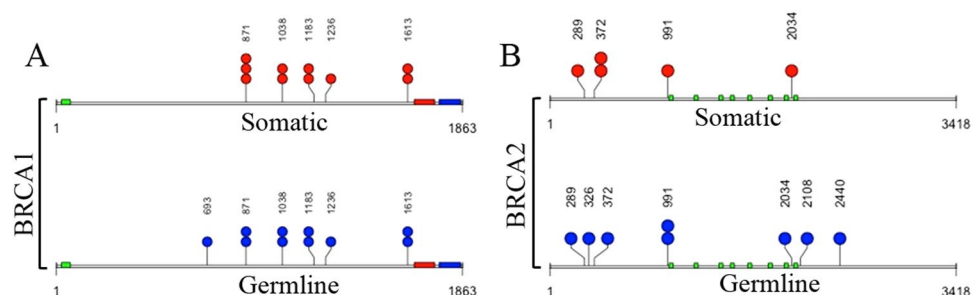 A
871 1038 1183 1236 1613
1 1863
Somatic
BRCA1
693 871 1038 1183 1236 1613
1 1863
Germline
B
289 372 991 2034
1 3418
Somatic
BRCA2
289 326 372 991 2034 2108 2440
1 3418
Germline